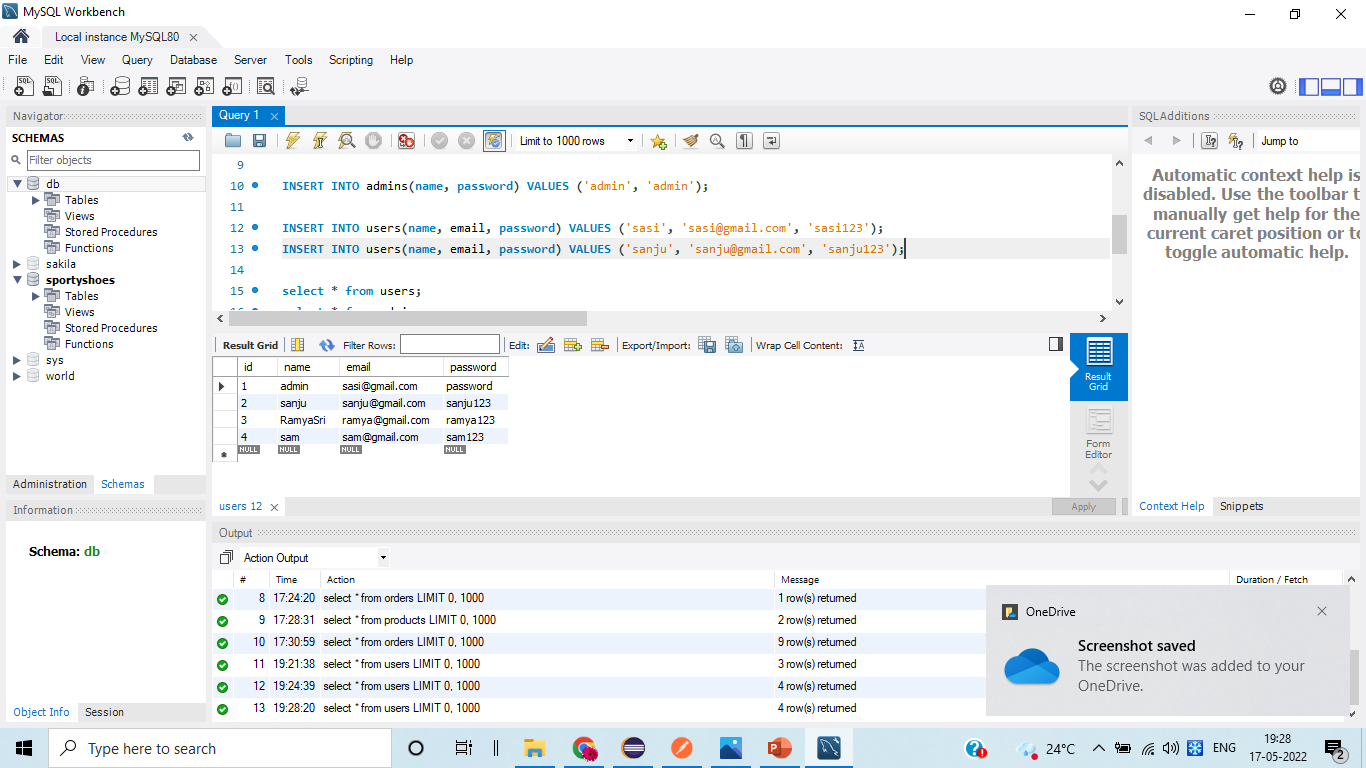 MySQL Workbench
Local instance MySQL80
File Edit View Query Database Server Tools Scripting Help
Navigator
SCHEMAS
Filter objects
db
Tables
Views
Stored Procedures
Functions
sakila
sportyshoes
Tables
Views
Stored Procedures
Functions
sys
world
Administration Schemas
Information
Schema: db
Object Info Session
Query 1
Limit to 1000 rows
9
10 INSERT INTO admins(name, password) VALUES ('admin', 'admin');
11
12 INSERT INTO users(name, email, password) VALUES ('sasi', 'sasi@gmail.com', 'sasi123');
13 INSERT INTO users(name, email, password) VALUES ('sanju', 'sanju@gmail.com', 'sanju123');
14
15 select * from users;
Result Grid Filter Rows: Edit: Export/Import: Wrap Cell Content:
id name email password
1 admin sasi@gmail.com password
2 sanju sanju@gmail.com sanju123
3 RamyaSri ramya@gmail.com ramya123
4 sam sam@gmail.com sam123
NULL NULL NULL NULL
Result
Grid
Form
Editor
users 12
Apply
SQLAdditions
Jump to
Automatic context help is
disabled. Use the toolbar t
manually get help for the
current caret position or to
toggle automatic help.
Context Help Snippets
Output
Action Output
# Time Action Message Duration / Fetch
8 17:24:20 select * from orders LIMIT 0, 1000 1 row(s) returned
9 17:28:31 select * from products LIMIT 0, 1000 2 row(s) returned
10 17:30:59 select * from orders LIMIT 0, 1000 9 row(s) returned
11 19:21:38 select * from users LIMIT 0, 1000 3 row(s) returned
12 19:24:39 select * from users LIMIT 0, 1000 4 row(s) returned
13 19:28:20 select * from users LIMIT 0, 1000 4 row(s) returned
OneDrive
Screenshot saved
The screenshot was added to your
OneDrive.
Type here to search
24°C
ENG
19:28
17-05-2022
2